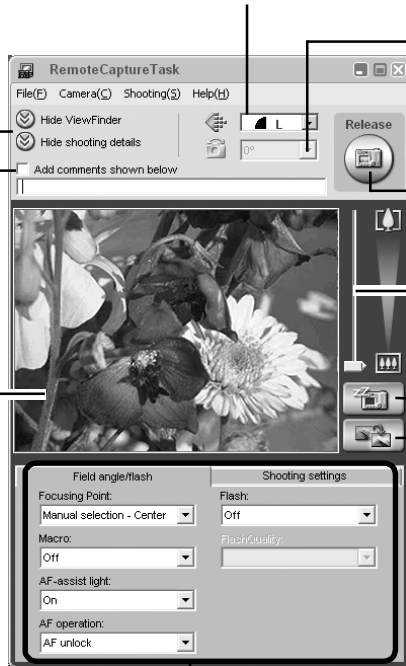 RemoteCaptureTask
File(F) Camera(C) Shooting(S) Help(H)
Hide ViewFinder
L
Release
Hide shooting details
0°
Add comments shown below
Field angle/flash
Shooting settings
Focusing Point:
Flash:
Manual selection - Center
Off
Macro:
FlashQuality:
Off
AF-assist light:
On
AF operation:
AF unlock